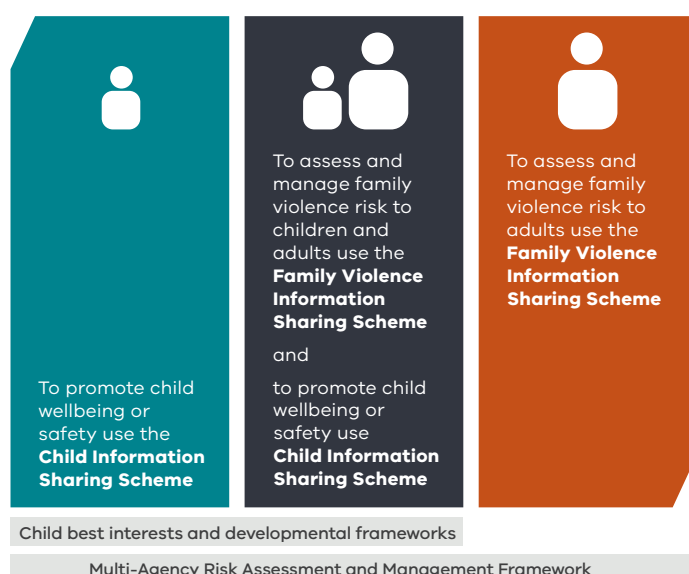 To promote child
wellbeing or
safety use the
Child Information
Sharing Scheme
To assess and
manage family
violence risk to
children and
adults use the
Family Violence
Information
Sharing Scheme
and
to promote child
wellbeing or
safety use
Child Information
Sharing Scheme
To assess and
manage family
violence risk to
adults use the
Family Violence
Information
Sharing Scheme
Child best interests and developmental frameworks
Multi-Agency Risk Assessment and Management Framework